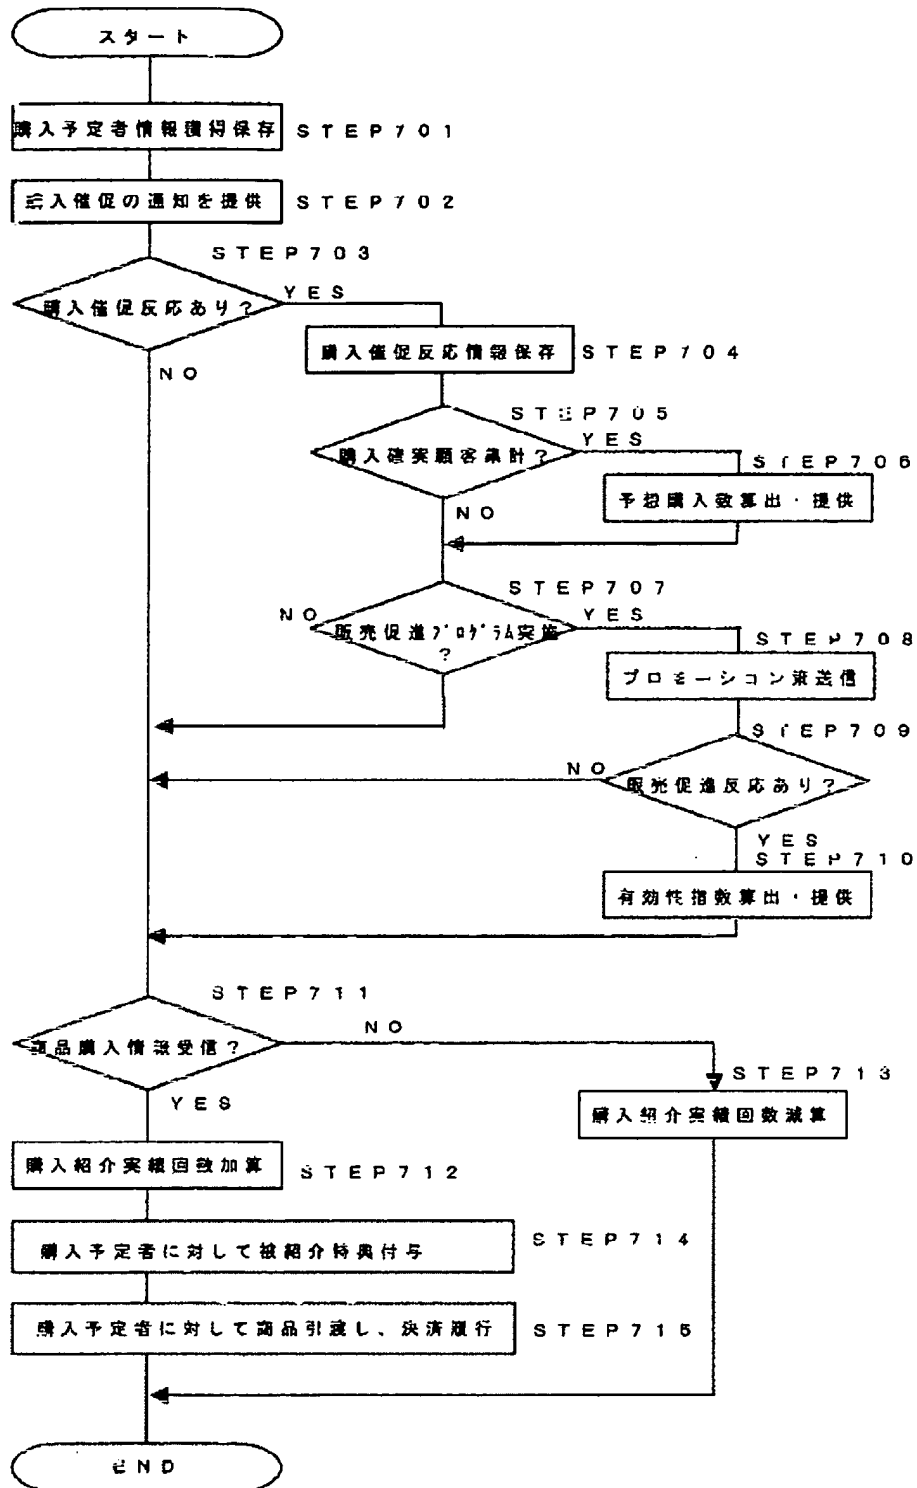 スタート
購入予定者情報獲得保存 STEP701
購入催促の通知を提供 STEP702
STEP703
購入催促反応あり?
YES
NO
購入催促反応情報保存 STEP704
STEP705
購入確実顧客集計?
YES
STEP706
予想購入数算出・提供
NO
STEP707
NO
YES
販売促進プログラム実施
?
STEP708
プロモーション策送信
STEP709
NO
販売促進反応あり?
YES
STEP710
有効性指数算出・提供
STEP711
NO
商品購入情報受信?
STEP713
YES
購入紹介実績回数減算
購入紹介実績回数加算 STEP712
購入予定者に対して被紹介特典付与 STEP714
購入予定者に対して商品引渡し、決済履行 STEP715
END